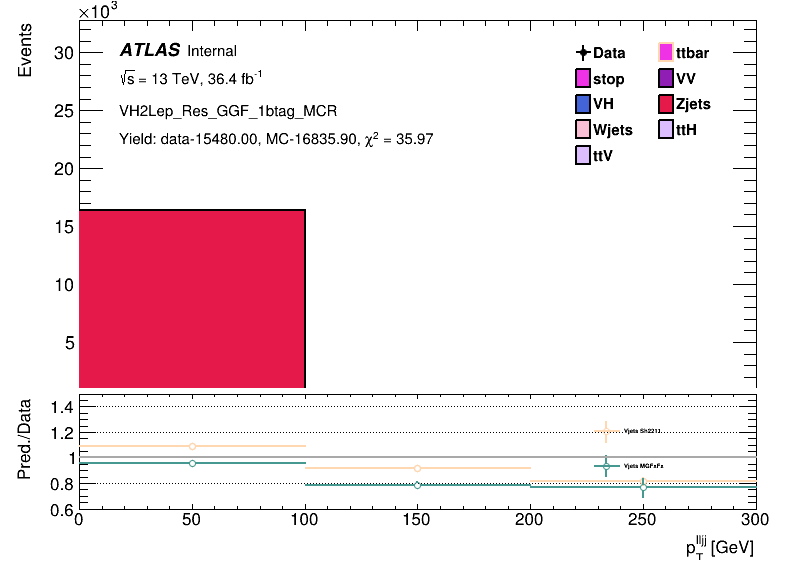 ×10³
Events
30
25
20
15
10
5
ATLAS Internal
√s = 13 TeV, 36.4 fb⁻¹
VH2Lep_Res_GGF_1btag_MCR
Yield: data-15480.00, MC-16835.90, χ² = 35.97
Data
ttbar
stop
VV
VH
Zjets
Wjets
ttH
ttV
Pred./Data
1.4
1.2
1
0.8
0.6
Vjets Sh2211
Vjets MGFxFx
0 50 100 150 200 250 300
p_T^lljj [GeV]